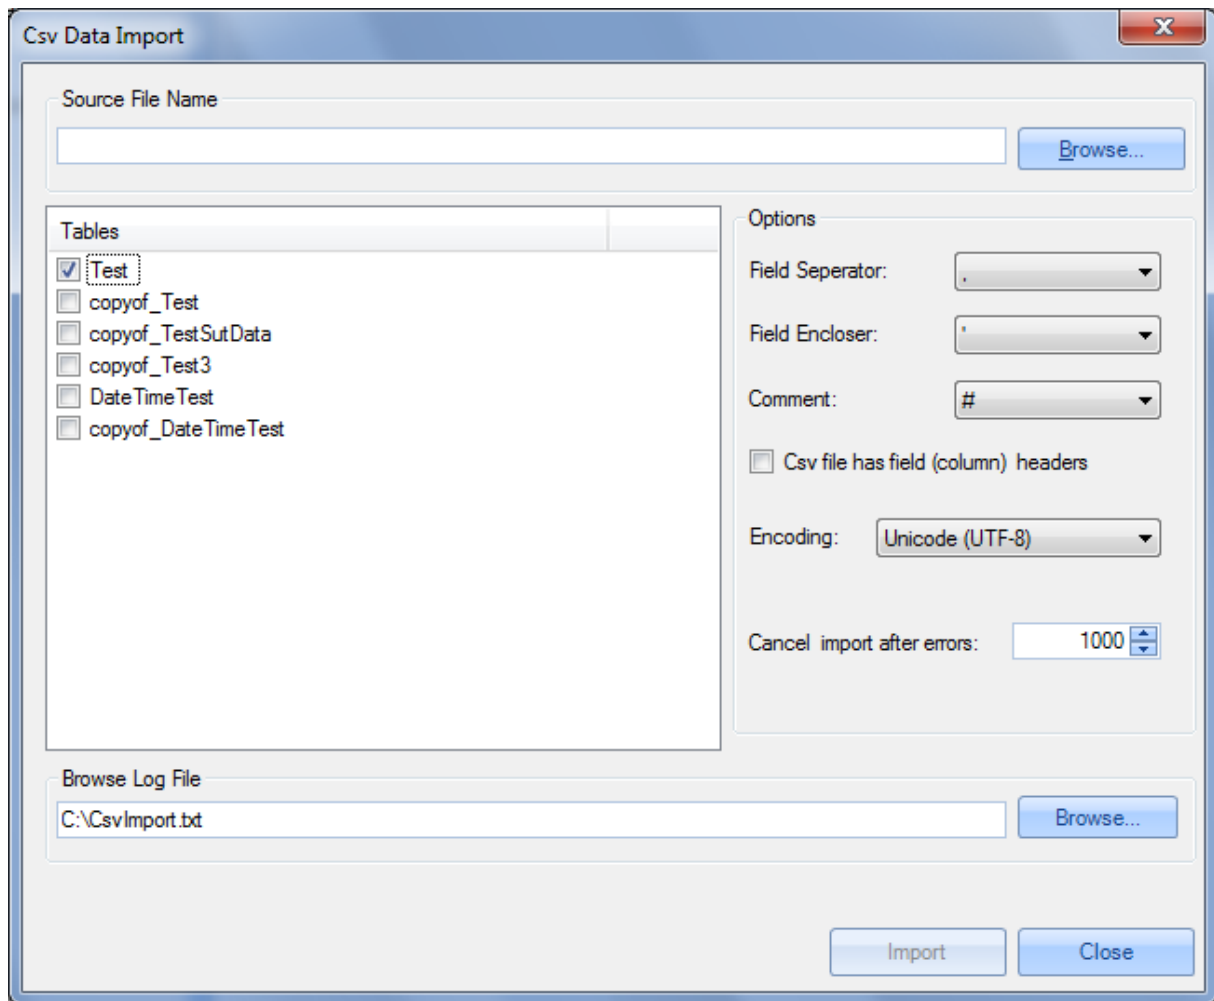 Csv Data Import
Source File Name
Browse...
Tables
Test
copyof_Test
copyof_TestSutData
copyof_Test3
DateTimeTest
copyof_DateTimeTest
Options
Field Seperator: ,
Field Encloser: '
Comment: #
Csv file has field (column) headers
Encoding: Unicode (UTF-8)
Cancel import after errors: 1000
Browse Log File
C:\CsvImport.txt Browse...
Import Close